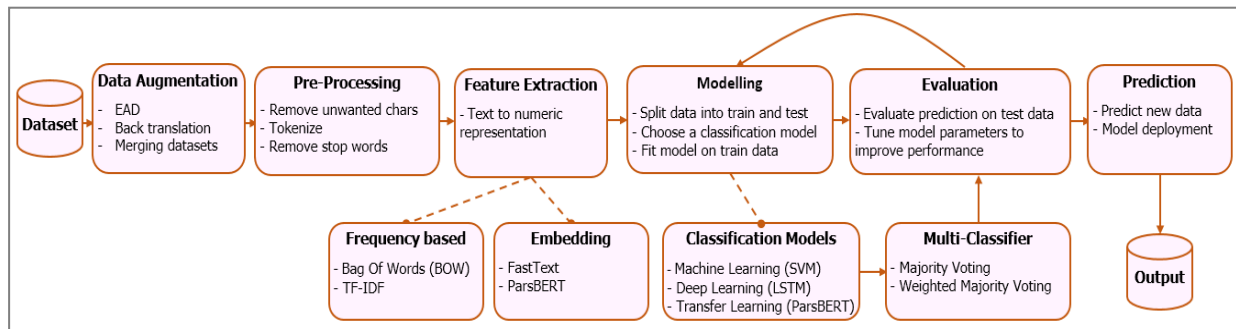 Dataset
Data Augmentation
- EAD
- Back translation
- Merging datasets
Pre-Processing
- Remove unwanted chars
- Tokenize
- Remove stop words
Feature Extraction
- Text to numeric
representation
Modelling
- Split data into train and test
- Choose a classification model
- Fit model on train data
Evaluation
- Evaluate prediction on test data
- Tune model parameters to
improve performance
Prediction
- Predict new data
- Model deployment
Frequency based
- Bag Of Words (BOW)
- TF-IDF
Embedding
- FastText
- ParsBERT
Classification Models
- Machine Learning (SVM)
- Deep Learning (LSTM)
- Transfer Learning (ParsBERT)
Multi-Classifier
- Majority Voting
- Weighted Majority Voting
Output